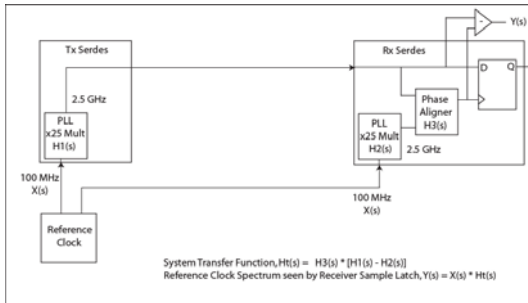 Y(s)
Tx Serdes
Rx Serdes
D
Q
2.5 GHz
Phase
Aligner
H3(s)
PLL
x25 Mult
H1(s)
PLL
x25 Mult
H2(s)
2.5 GHz
100 MHz
X(s)
100 MHz
X(s)
Reference
Clock
System Transfer Function, Ht(s) = H3(s) * [H1(s) - H2(s)]
Reference Clock Spectrum seen by Receiver Sample Latch, Y(s) = X(s) * Ht(s)